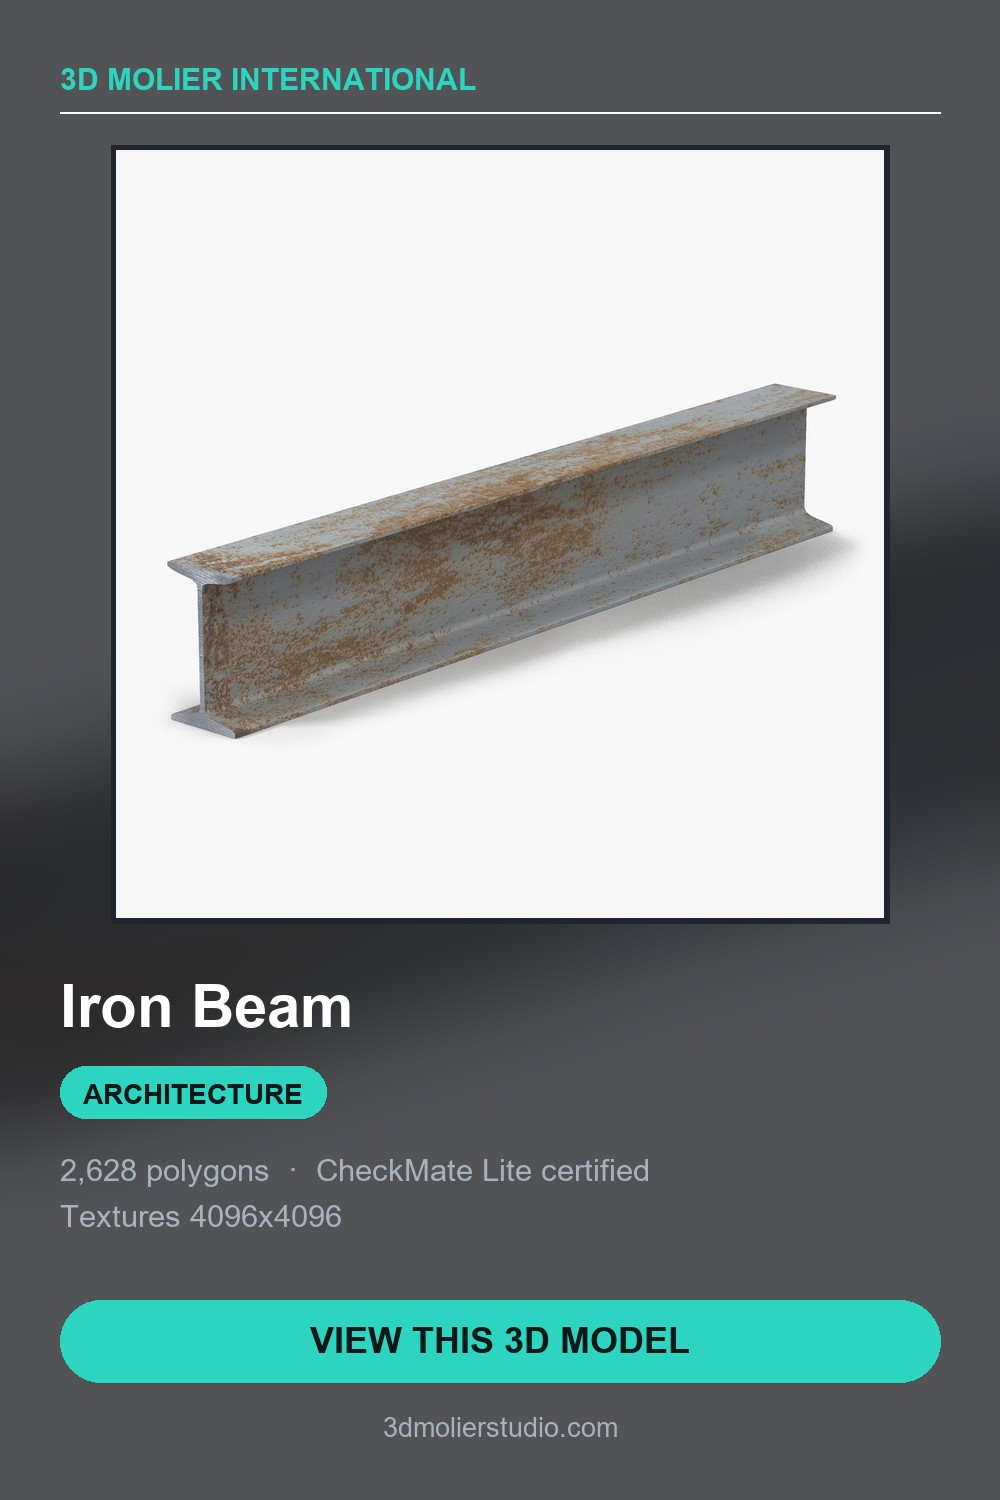 3D MOLIER INTERNATIONAL
Iron Beam
ARCHITECTURE
2,628 polygons · CheckMate Lite certified
Textures 4096x4096
VIEW THIS 3D MODEL
3dmolierstudio.com